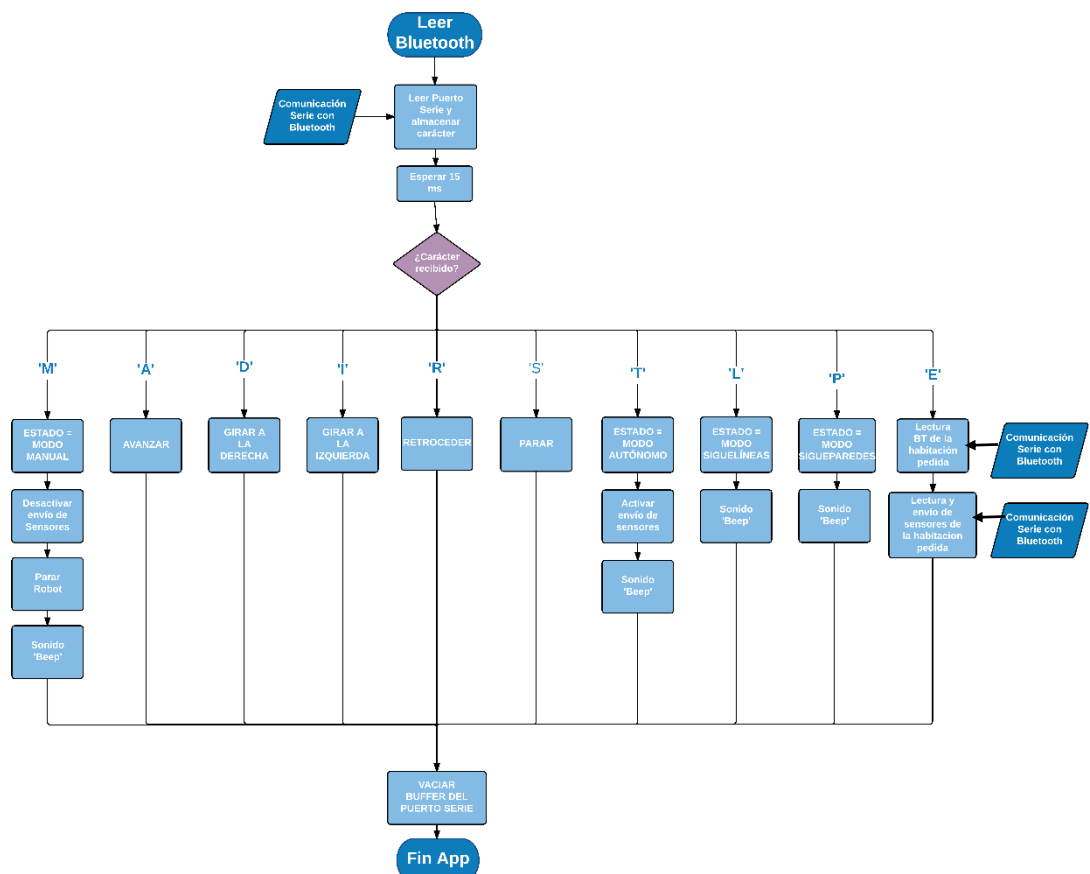 Leer
Bluetooth
Comunicación
Serie con
Bluetooth
Leer Puerto
Serie y
almacenar
carácter
Esperar 15
ms
¿Carácter
recibido?
'M'
'A'
'D'
'I'
'R'
'S'
'T'
'L'
'P'
'E'
ESTADO =
MODO
MANUAL
AVANZAR
GIRAR A
LA
DERECHA
GIRAR A
LA
IZQUIERDA
RETROCEDER
PARAR
ESTADO =
MODO
AUTÓNOMO
ESTADO =
MODO
SIGUELÍNEAS
ESTADO =
MODO
SIGUEPAREDES
Lectura
BT de la
habitación
pedida
Comunicación
Serie con
Bluetooth
Desactivar
envío de
Sensores
Activar
envío de
sensores
Sonido
'Beep'
Sonido
'Beep'
Lectura y
envío de
sensores de
la habitacion
pedida
Comunicación
Serie con
Bluetooth
Parar
Robot
Sonido
'Beep'
Sonido
'Beep'
VACIAR
BUFFER DEL
PUERTO SERIE
Fin App